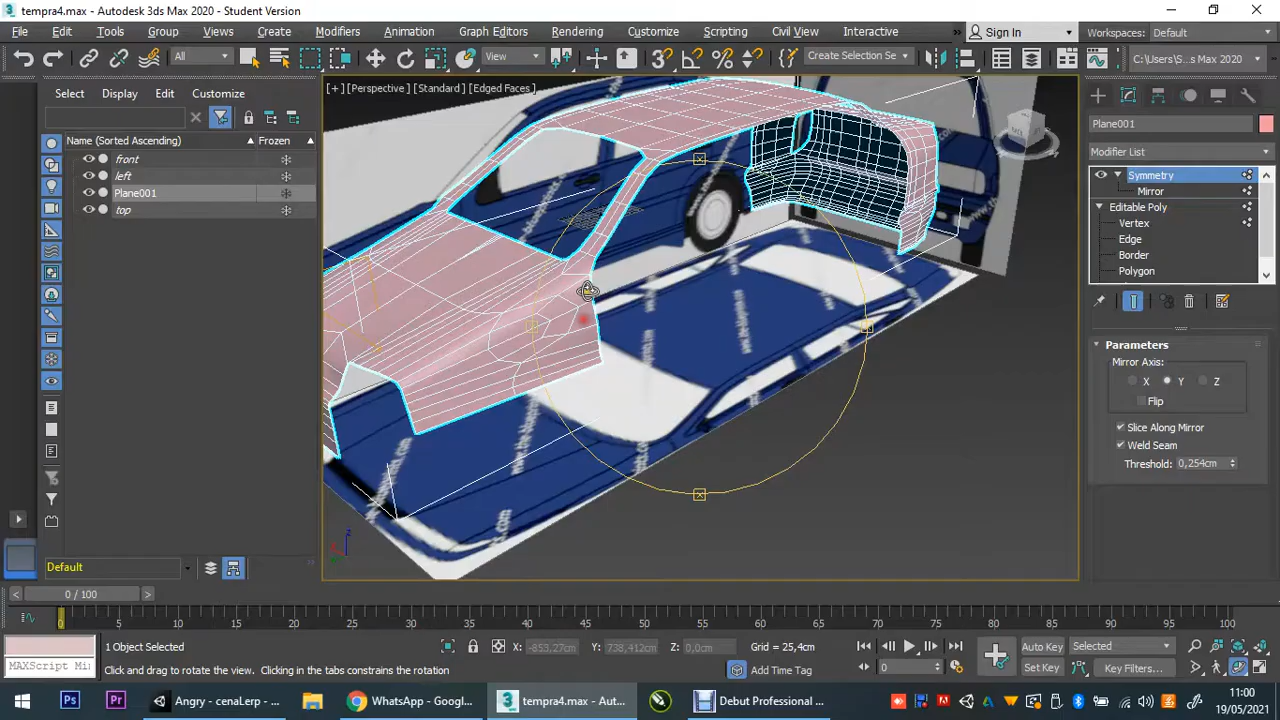 tempra4.max - Autodesk 3ds Max 2020 - Student Version
File Edit Tools Group Views Create Modifiers Animation Graph Editors Rendering Customize Scripting Civil View Interactive Sign In Workspaces: Default
All View Create Selection Se C:\Users\S...s Max 2020
Select Display Edit Customize
[+] [Perspective] [Standard] [Edged Faces]
Name (Sorted Ascending) Frozen
front
left
Plane001
top
Plane001
Modifier List
Symmetry
Mirror
Editable Poly
Vertex
Edge
Border
Polygon
Parameters
Mirror Axis:
X Y Z
Flip
Slice Along Mirror
Weld Seam
Threshold: 0,254cm
Default
0 / 100
0 5 10 15 20 25 30 35 40 45 50 55 60 65 70 75 80 85 90 95 100
1 Object Selected X: -853,27cm Y: 738,412cm Z: 0,0cm Grid = 25,4cm Auto Key Selected
MAXScript Mi Click and drag to rotate the view. Clicking in the tabs constrains the rotation Add Time Tag 0 Set Key Key Filters...
Ps Pr Angry - cenaLerp - ... WhatsApp - Googl... tempra4.max - Aut... Debut Professional ... 11:00
19/05/2021